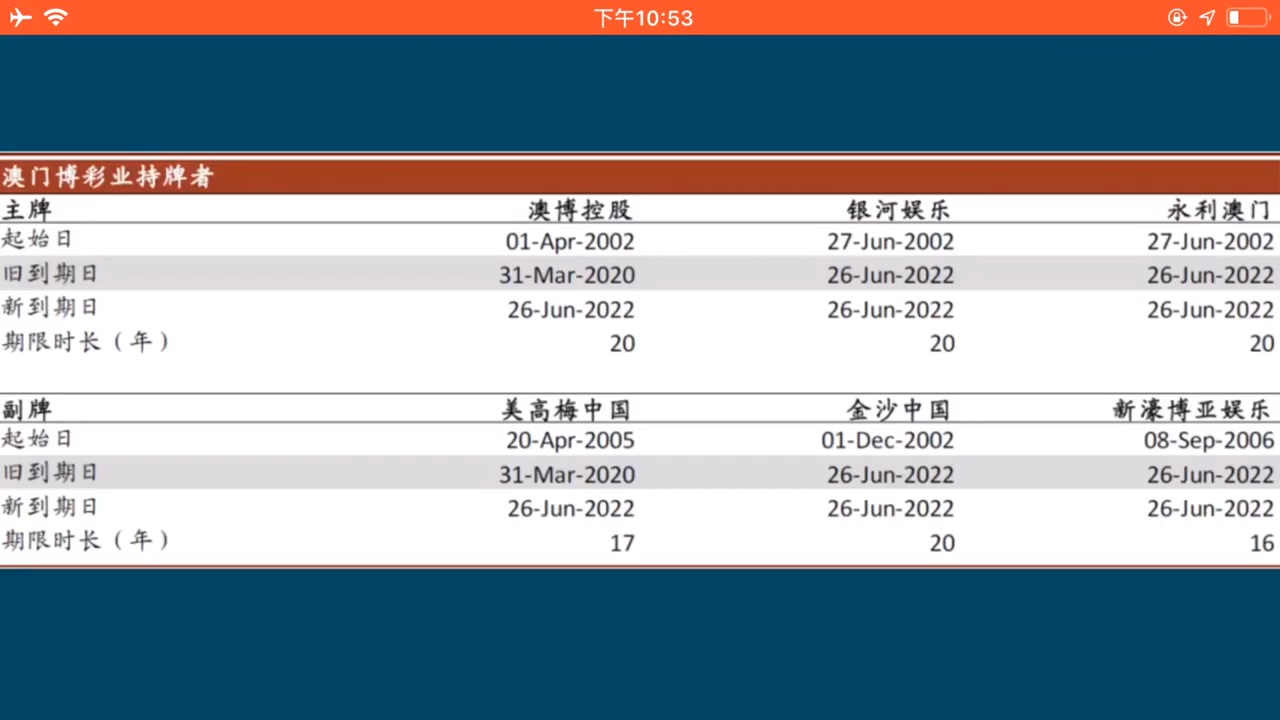 下午10:53
澳门博彩业持牌者
主牌 澳博控股 银河娱乐 永利澳门
起始日 01-Apr-2002 27-Jun-2002 27-Jun-2002
旧到期日 31-Mar-2020 26-Jun-2022 26-Jun-2022
新到期日 26-Jun-2022 26-Jun-2022 26-Jun-2022
期限时长（年） 20 20 20
副牌 美高梅中国 金沙中国 新濠博亚娱乐
起始日 20-Apr-2005 01-Dec-2002 08-Sep-2006
旧到期日 31-Mar-2020 26-Jun-2022 26-Jun-2022
新到期日 26-Jun-2022 26-Jun-2022 26-Jun-2022
期限时长（年） 17 20 16